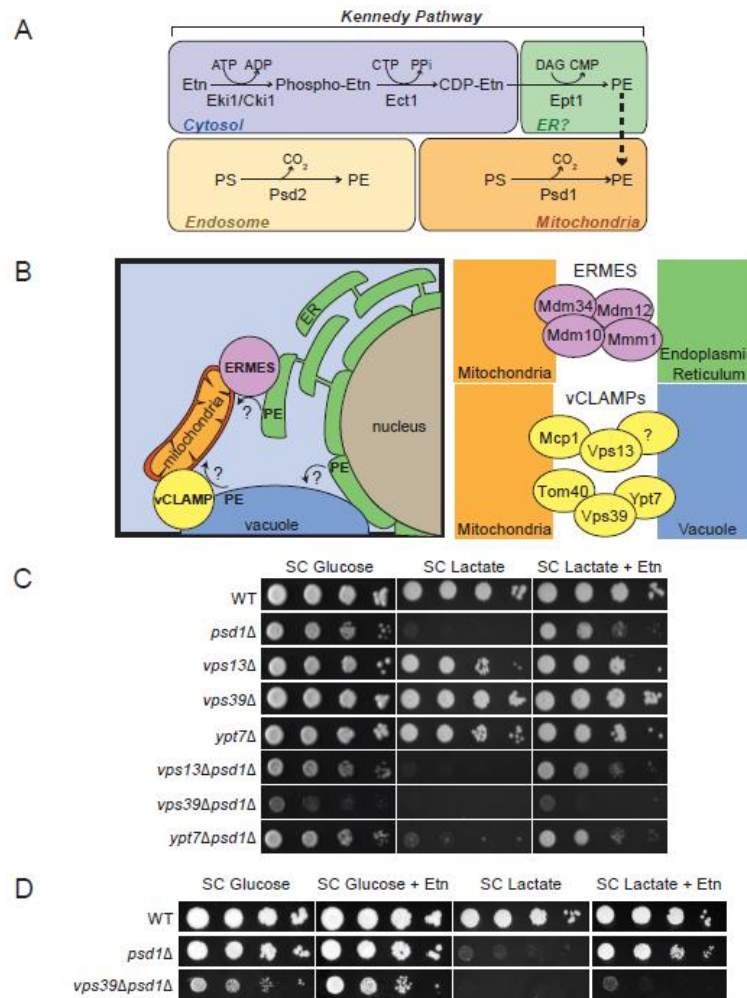 A
Kennedy Pathway
ATP ADP
CTP PPi
DAG CMP
Etn
Phospho-Etn
CDP-Etn
PE
Eki1/Cki1
Ect1
Ept1
Cytosol
ER?
CO2
CO2
PS
PE
PS
PE
Psd2
Psd1
Endosome
Mitochondria
B
ER
ERMES
PE
?
mitochondria
nucleus
?
?
PE
vCLAMP
PE
vacuole
ERMES
Mdm34
Mdm12
Mdm10
Mmm1
Mitochondria
Endoplasmi
Reticulum
vCLAMPs
Mcp1
?
Vps13
Tom40
Ypt7
Vps39
Mitochondria
Vacuole
C
SC Glucose
SC Lactate
SC Lactate + Etn
WT
psd1Δ
vps13Δ
vps39Δ
ypt7Δ
vps13Δpsd1Δ
vps39Δpsd1Δ
ypt7Δpsd1Δ
D
SC Glucose
SC Glucose + Etn
SC Lactate
SC Lactate + Etn
WT
psd1Δ
vps39Δpsd1Δ